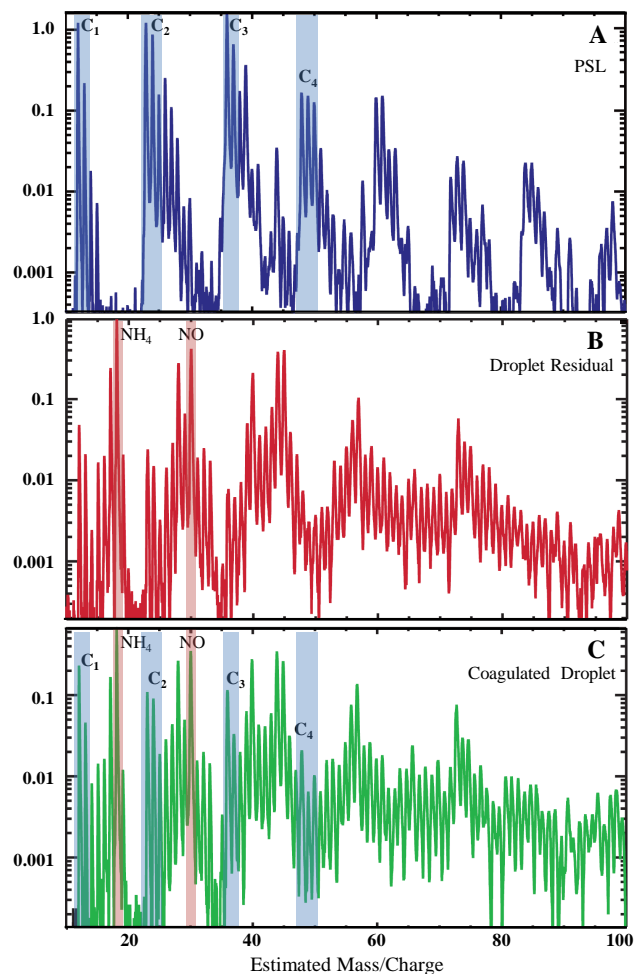 1.0
C1
C2
C3
A
PSL
C4
0.1
0.01
0.001
1.0
NH4
NO
B
Droplet Residual
0.1
0.01
0.001
NH4
NO
C
C1
C2
C3
Coagulated Droplet
0.1
C4
0.01
0.001
20 40 60 80 100
Estimated Mass/Charge